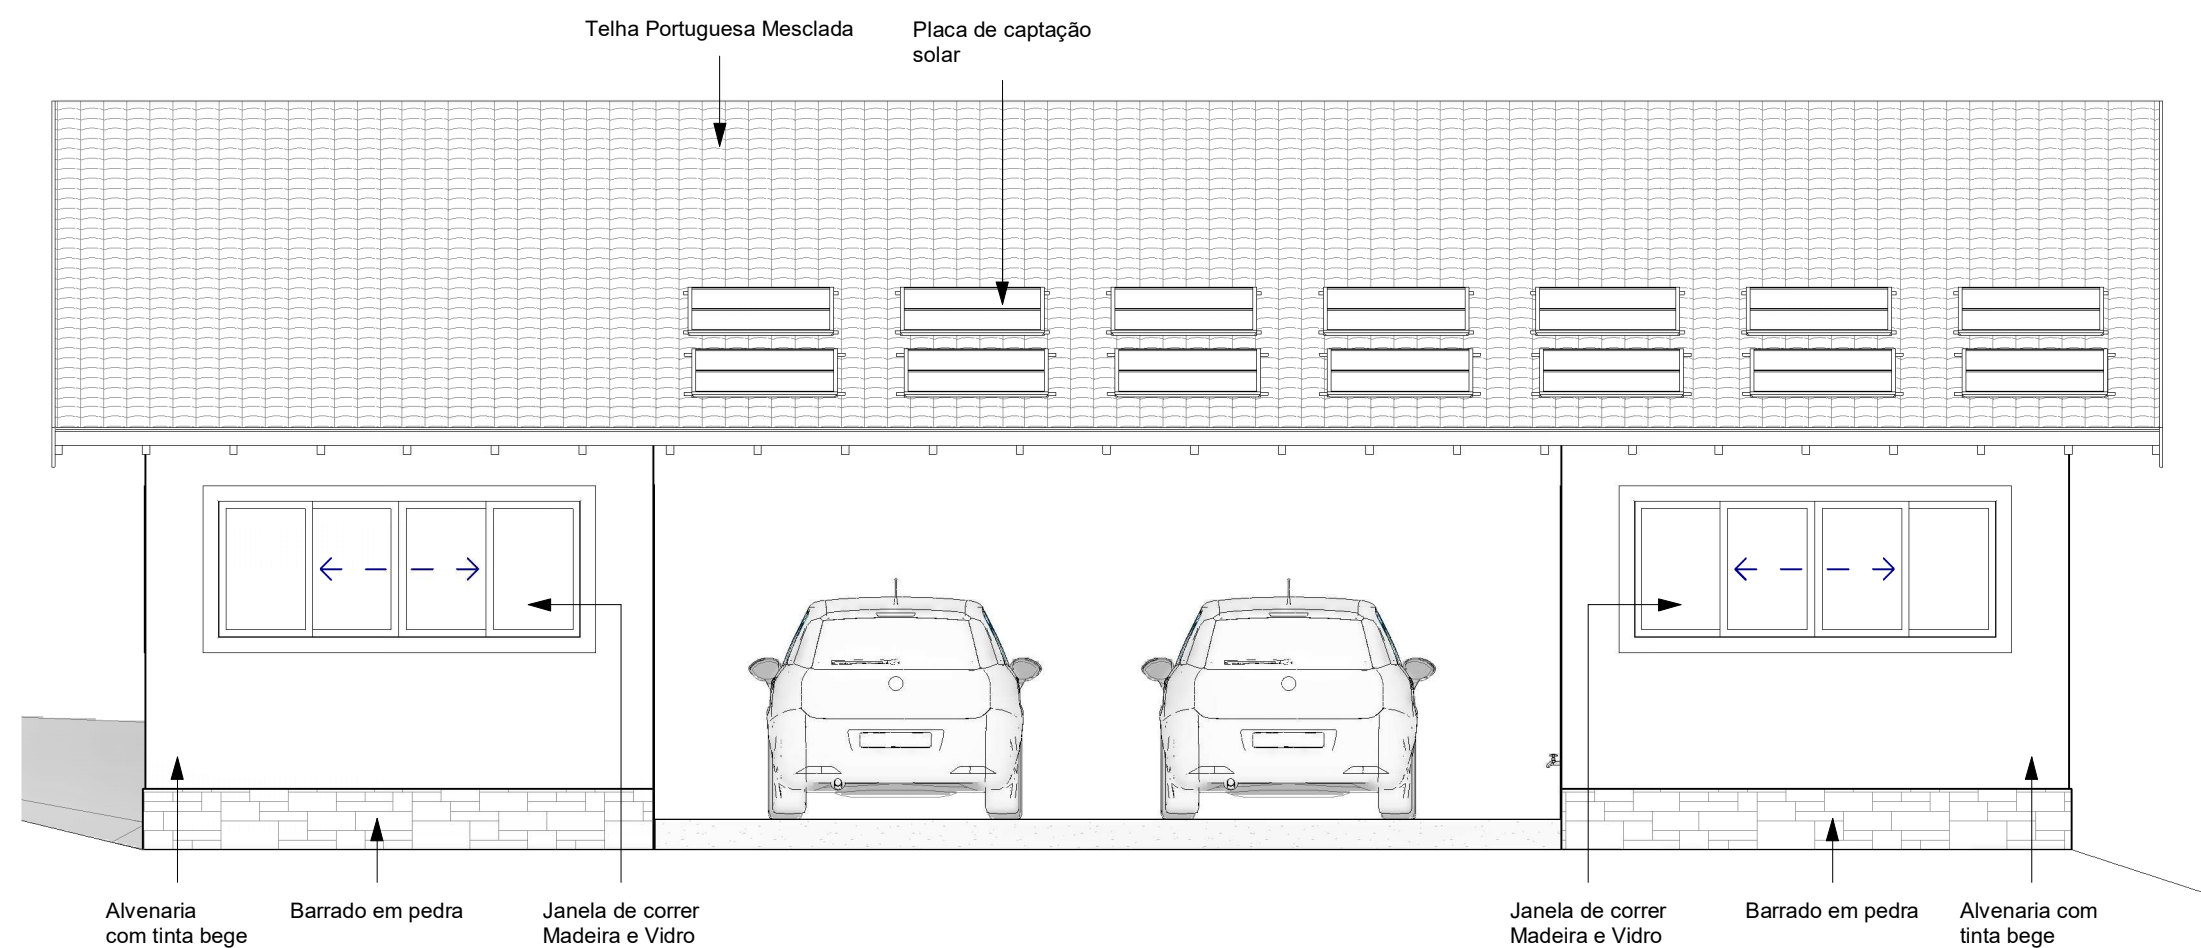 Telha Portuguesa Mesclada
Placa de captação
solar
Alvenaria
com tinta bege
Barrado em pedra
Janela de correr
Madeira e Vidro
Janela de correr
Madeira e Vidro
Barrado em pedra
Alvenaria com
tinta bege